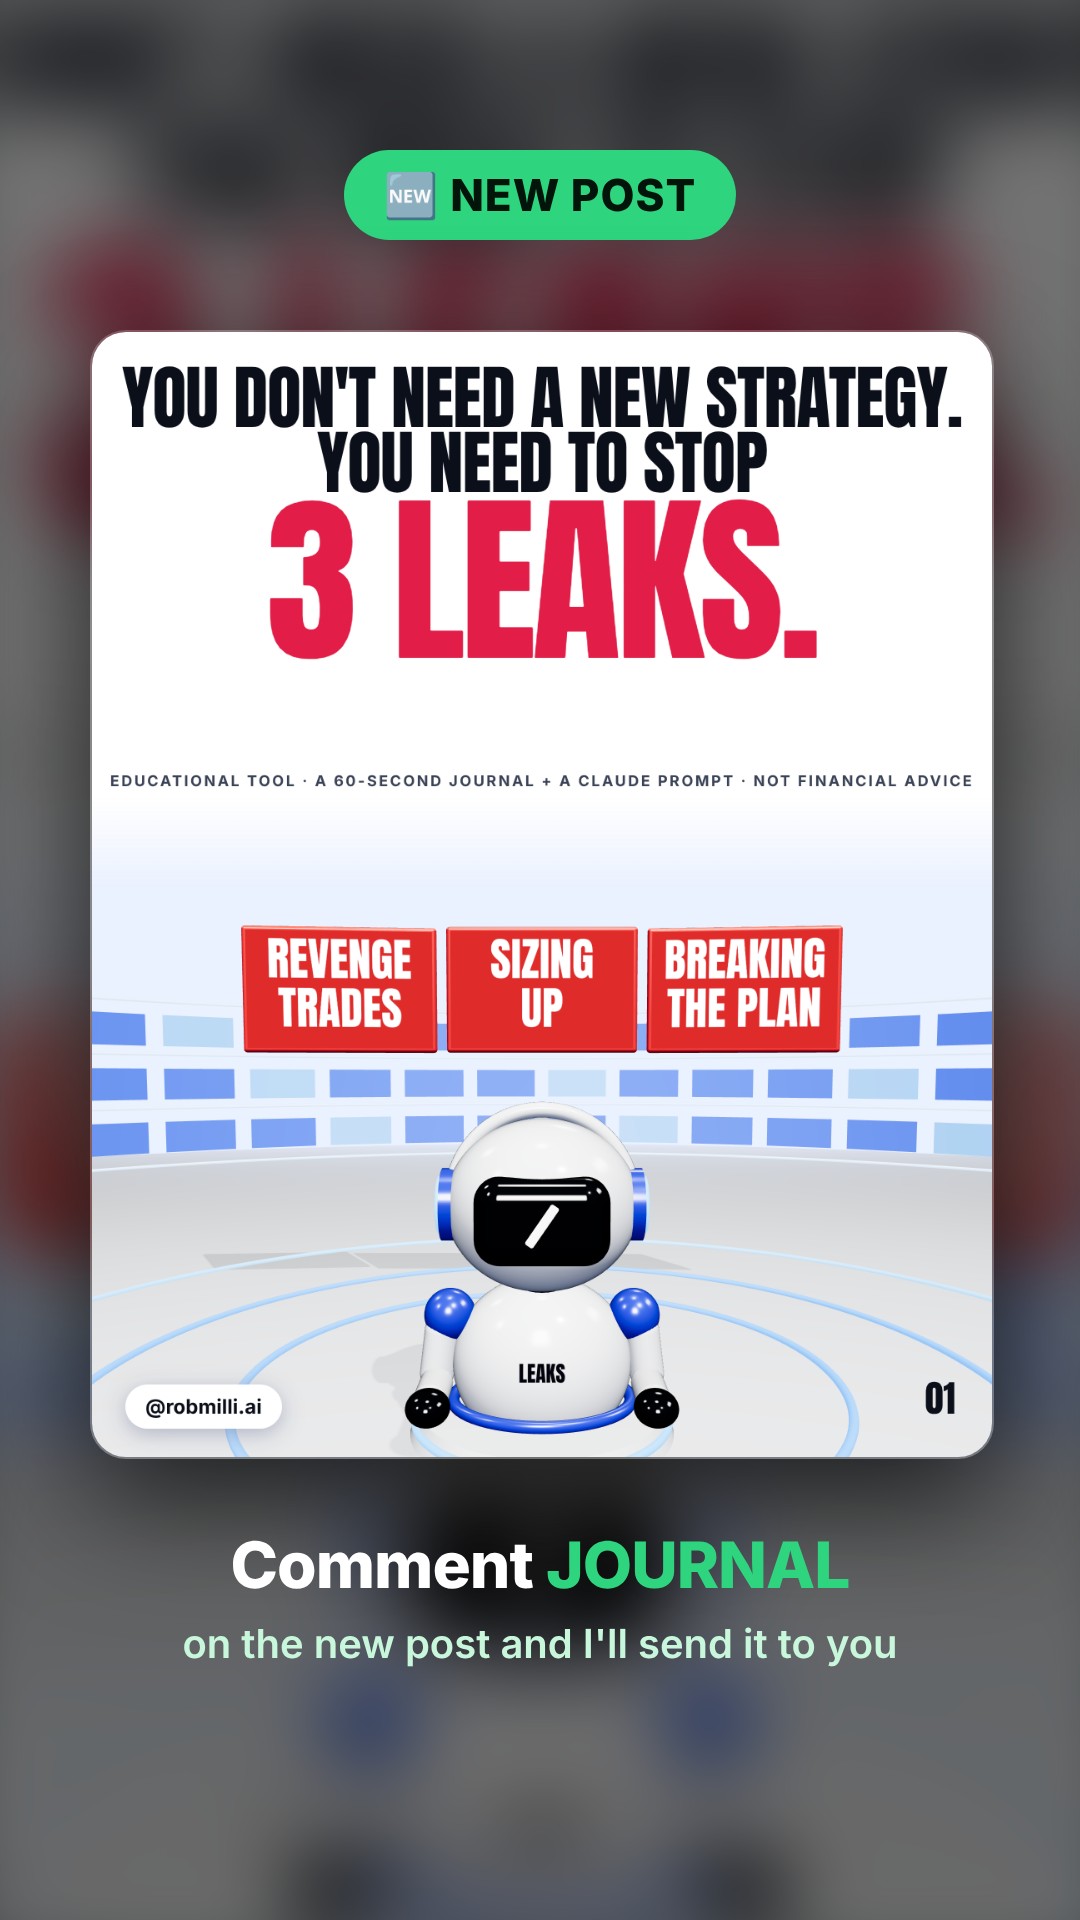 🆕 NEW POST
YOU DON'T NEED A NEW STRATEGY.
YOU NEED TO STOP
3 LEAKS.
EDUCATIONAL TOOL · A 60-SECOND JOURNAL + A CLAUDE PROMPT · NOT FINANCIAL ADVICE
REVENGE
TRADES
SIZING
UP
BREAKING
THE PLAN
LEAKS
@robmilli.ai
01
Comment JOURNAL
on the new post and I'll send it to you